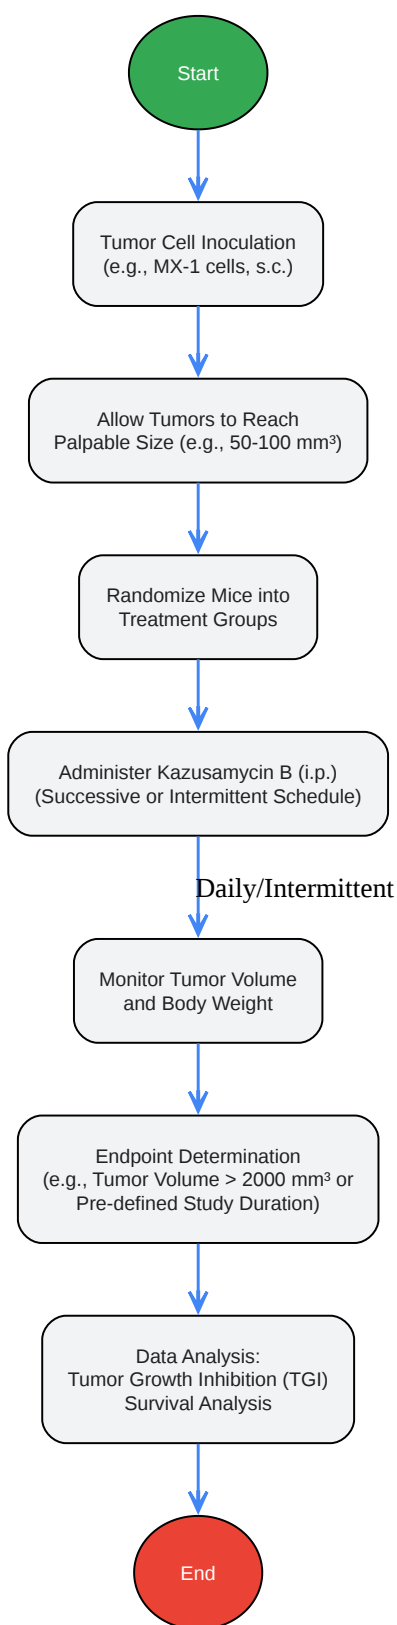 Start
Tumor Cell Inoculation
(e.g., MX-1 cells, s.c.)
Allow Tumors to Reach
Palpable Size (e.g., 50-100 mm³)
Randomize Mice into
Treatment Groups
Administer Kazusamycin B (i.p.)
(Successive or Intermittent Schedule)
Daily/Intermittent
Monitor Tumor Volume
and Body Weight
Endpoint Determination
(e.g., Tumor Volume > 2000 mm³ or
Pre-defined Study Duration)
Data Analysis:
Tumor Growth Inhibition (TGI)
Survival Analysis
End